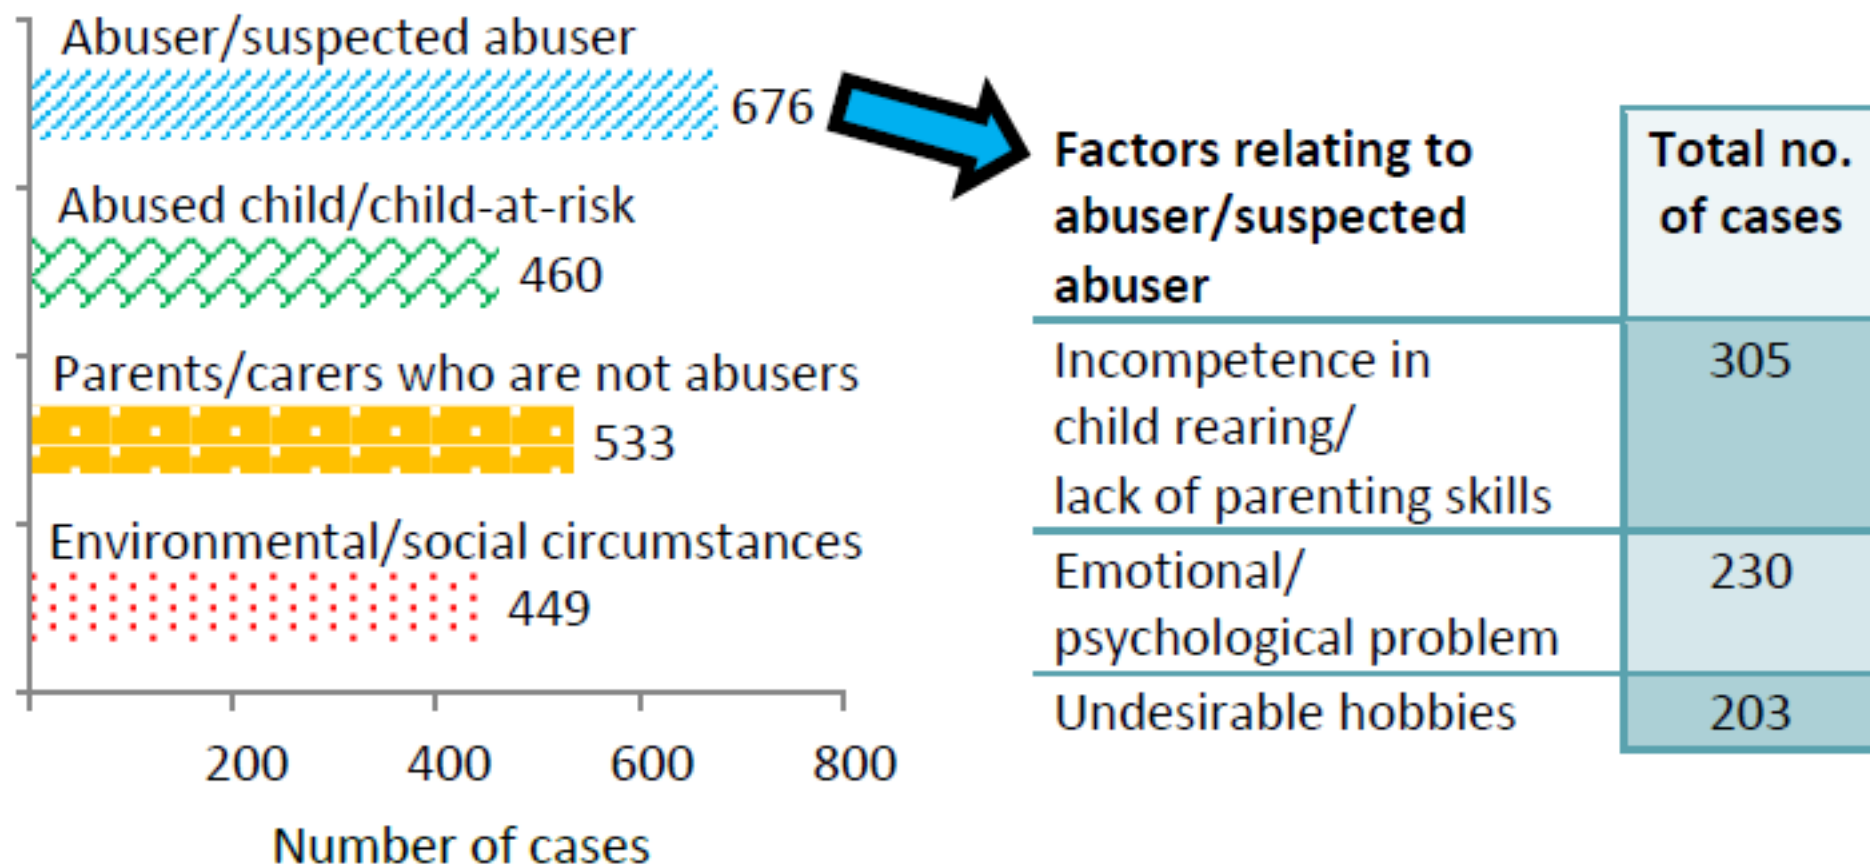 Abuser/suspected abuser
676
Abused child/child-at-risk
460
Parents/carers who are not abusers
533
Environmental/social circumstances
449
200 400 600 800
Number of cases
Factors relating to
abuser/suspected
abuser
Total no.
of cases
Incompetence in
child rearing/
lack of parenting skills
305
Emotional/
psychological problem
230
Undesirable hobbies
203